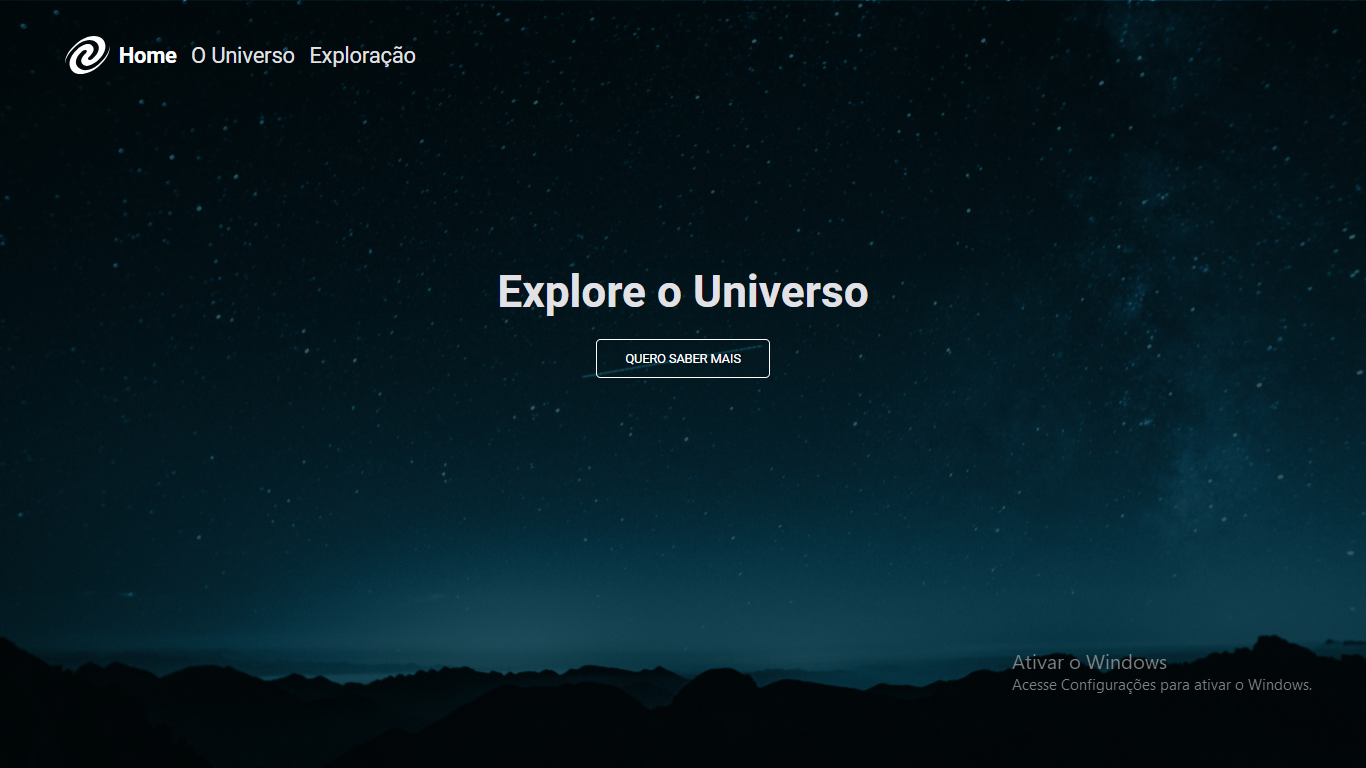 Home O Universo Exploração
Explore o Universo
QUERO SABER MAIS
Ativar o Windows
Acesse Configurações para ativar o Windows.